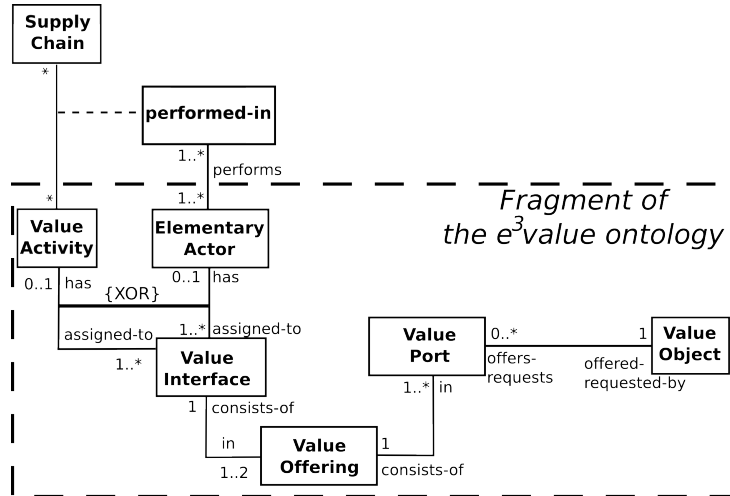 Supply
Chain
*
performed-in
1..*
performs
*
1..*
Fragment of
the e3value ontology
Value
Activity
Elementary
Actor
0..1 has
0..1 has
{XOR}
assigned-to
1..* assigned-to
1..*
Value
Interface
Value
Port
0..*
1
Value
Object
offers-
requests
offered-
requested-by
1..* in
1 consists-of
in
1..2
Value
Offering
1
consists-of